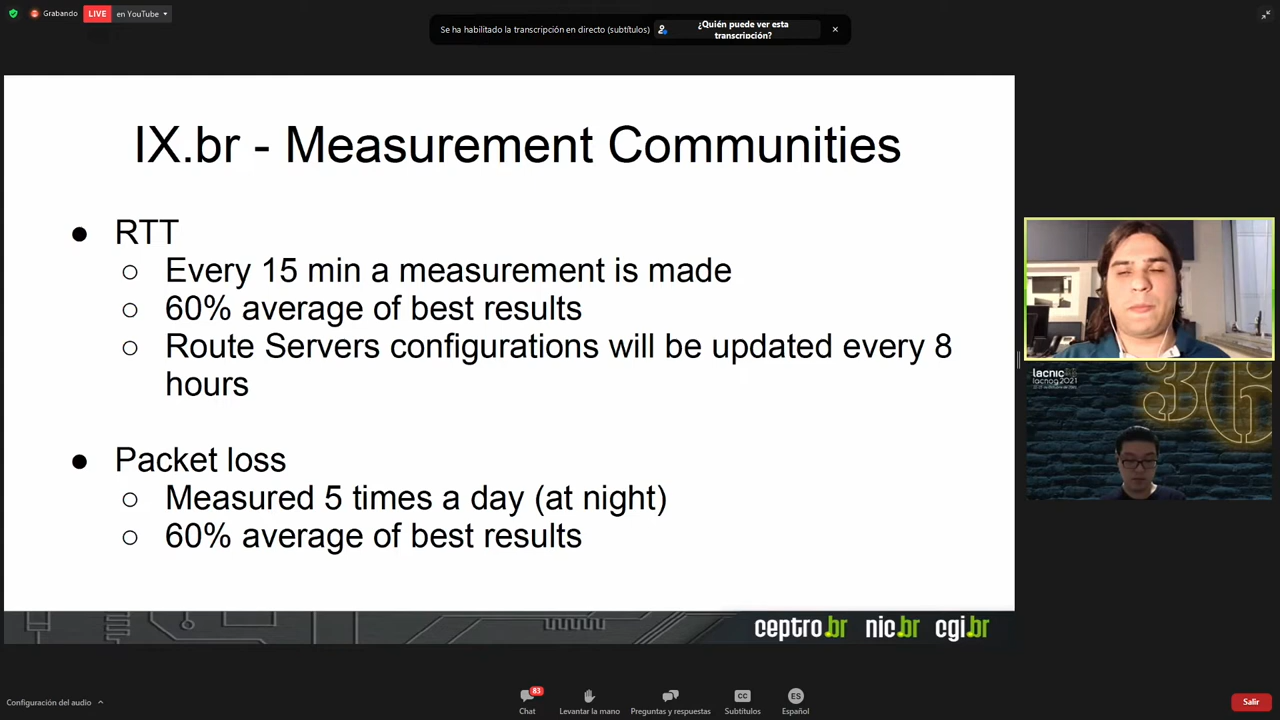 Grabando LIVE en YouTube
Se ha habilitado la transcripción en directo (subtítulos)
¿Quién puede ver esta
transcripción?
IX.br - Measurement Communities
RTT
Every 15 min a measurement is made
60% average of best results
Route Servers configurations will be updated every 8
hours
Packet loss
Measured 5 times a day (at night)
60% average of best results
ceptro.br nic.br cgi.br
lacnic36
lacnog2021
36
Configuración del audio
83
Chat
Levantar la mano
Preguntas y respuestas
CC
Subtítulos
ES
Español
Salir